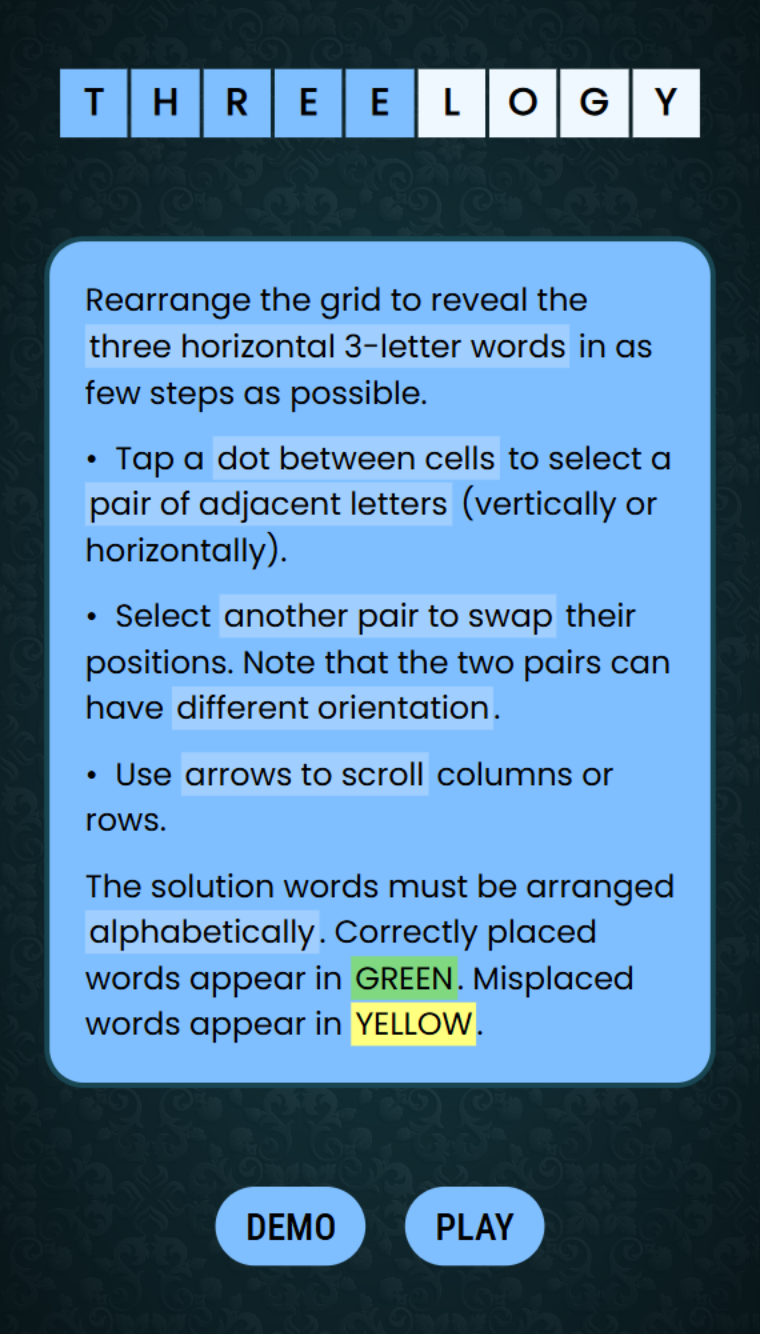 THREELOGY
Rearrange the grid to reveal the
three horizontal 3-letter words in as
few steps as possible.
• Tap a dot between cells to select a
pair of adjacent letters (vertically or
horizontally).
• Select another pair to swap their
positions. Note that the two pairs can
have different orientation.
• Use arrows to scroll columns or
rows.
The solution words must be arranged
alphabetically. Correctly placed
words appear in GREEN. Misplaced
words appear in YELLOW.
DEMO PLAY